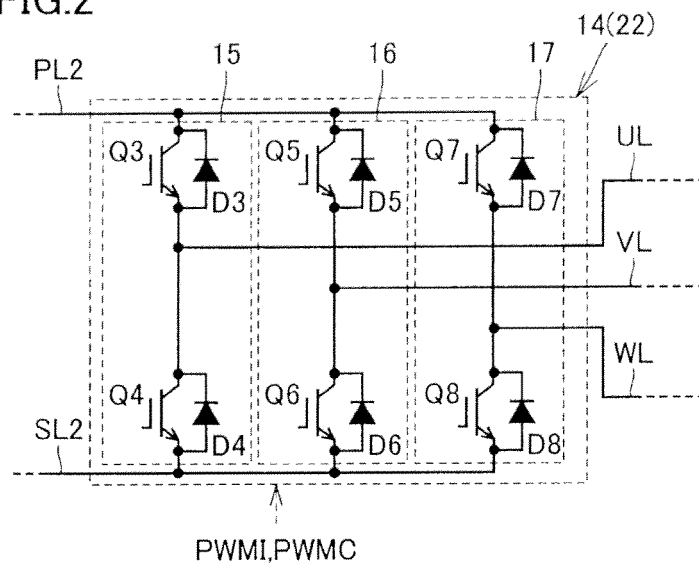 FIG.2
14(22)
15
16
17
PL2
UL
Q3
Q5
Q7
D3
D5
D7
VL
WL
Q4
Q6
Q8
SL2
D4
D6
D8
PWMI,PWMC